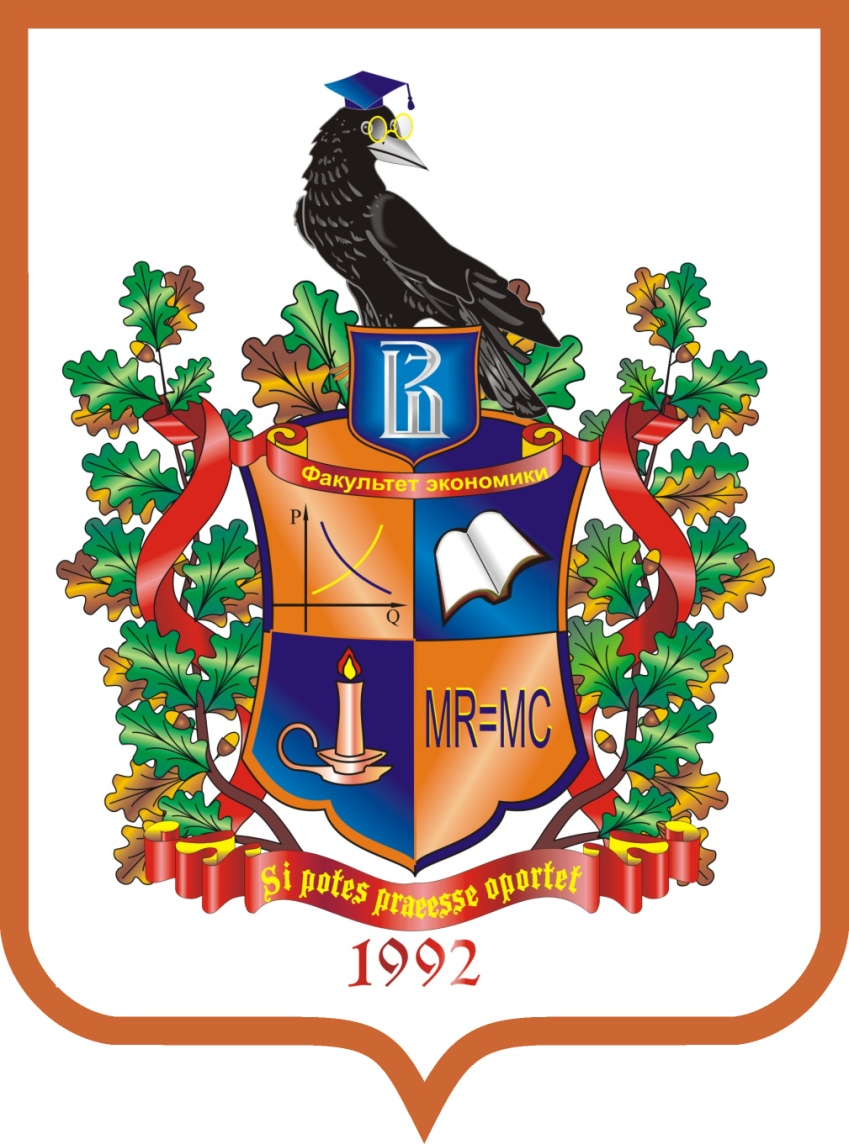 Факультет экономики
P
Q
MR=MC
Si potes praeesse oportet
1992